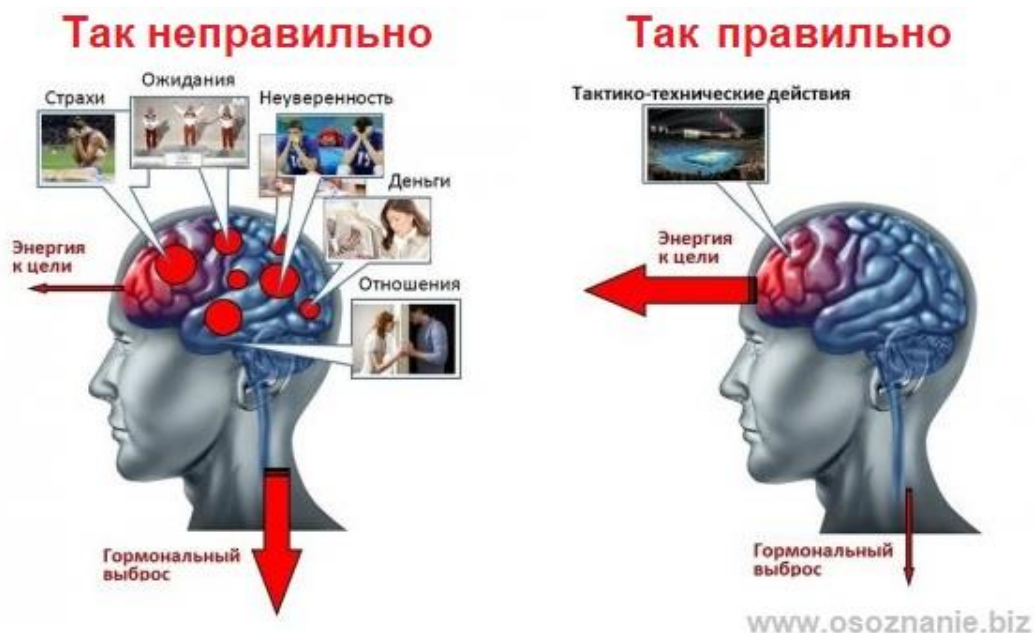 Так неправильно
Так правильно
Ожидания
Страхи
Неуверенность
Деньги
Отношения
Энергия
к цели
Гормональный
выброс
Тактико-технические действия
Энергия
к цели
Гормональный
выброс
www.osoznanie.biz